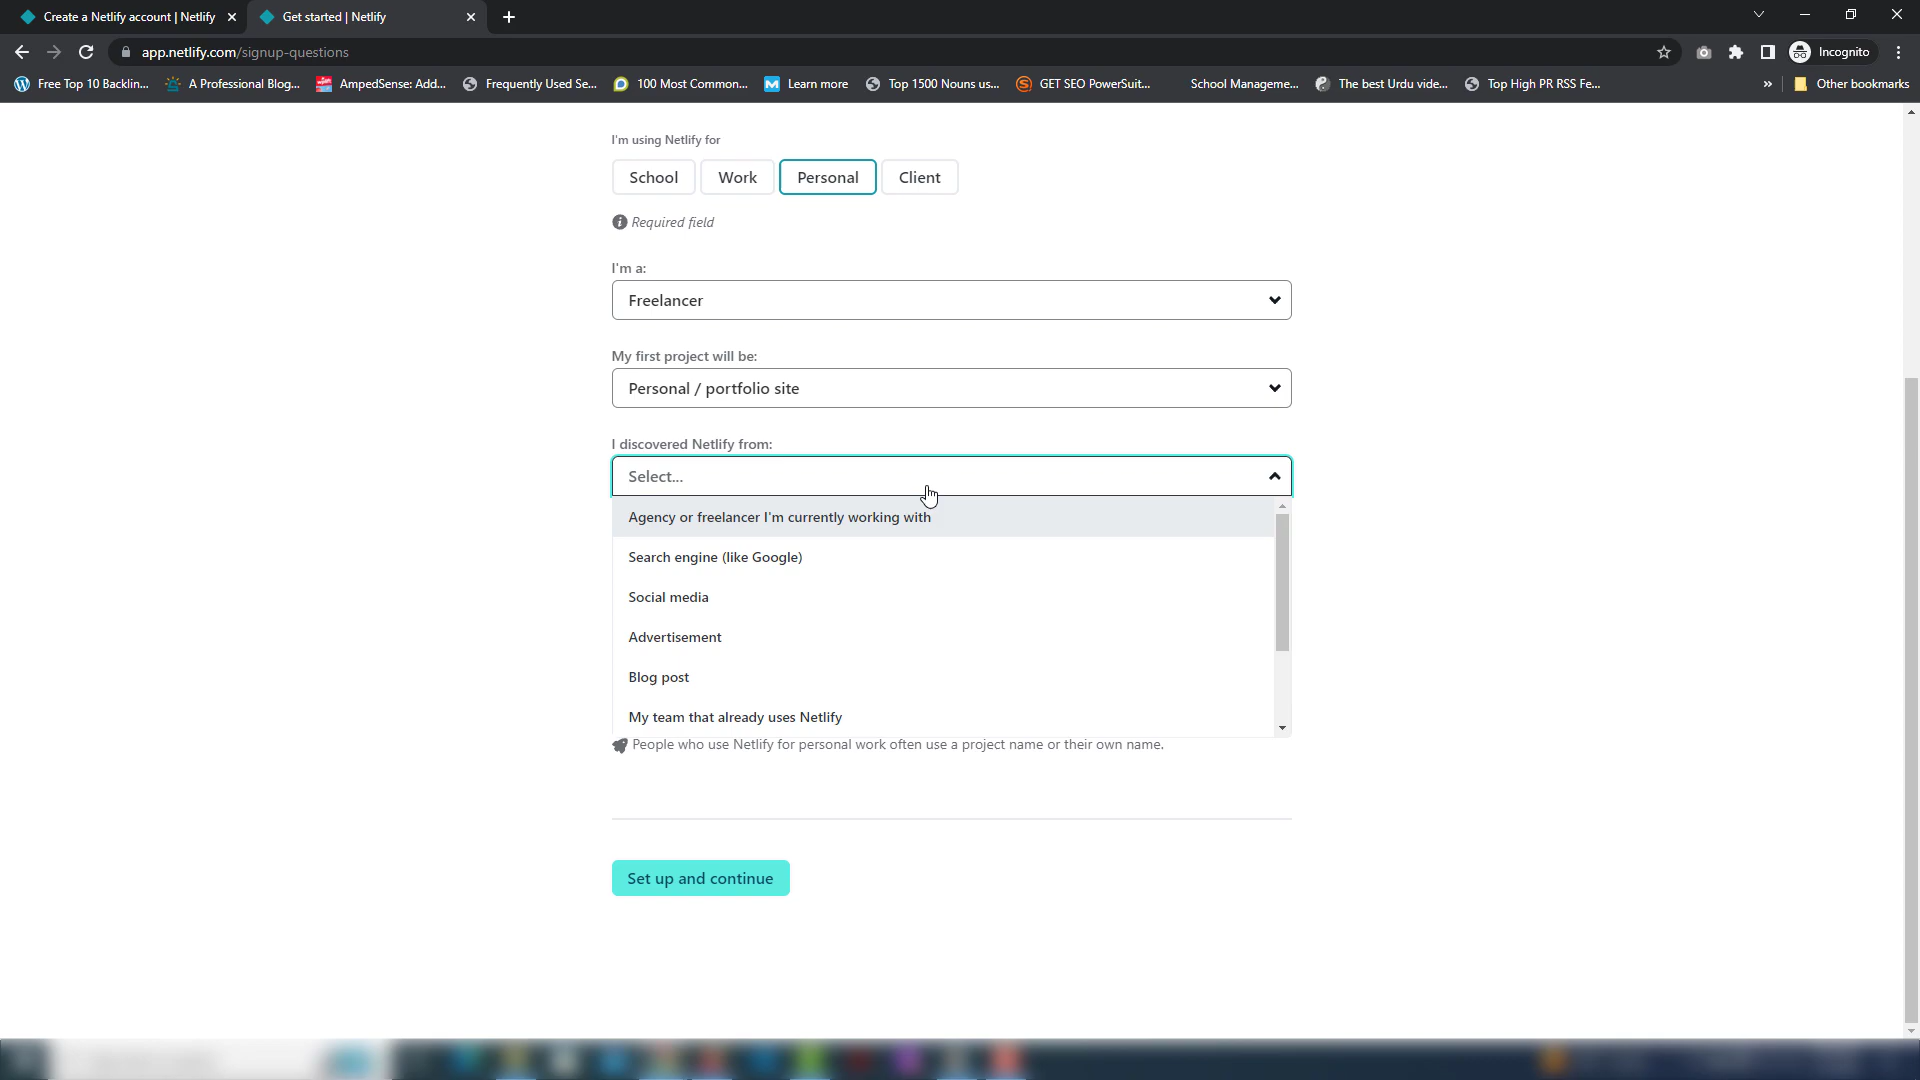 Create a Netlify account | Netlify
Get started | Netlify
app.netlify.com/signup-questions
Incognito
Free Top 10 Backlin...
A Professional Blog...
AmpedSense: Add...
Frequently Used Se...
100 Most Common...
Learn more
Top 1500 Nouns us...
GET SEO PowerSuit...
School Manageme...
The best Urdu vide...
Top High PR RSS Fe...
»
Other bookmarks
I'm using Netlify for
School Work Personal Client
Required field
I'm a:
Freelancer
My first project will be:
Personal / portfolio site
I discovered Netlify from:
Select...
Agency or freelancer I'm currently working with
Search engine (like Google)
Social media
Advertisement
Blog post
My team that already uses Netlify
People who use Netlify for personal work often use a project name or their own name.
Set up and continue